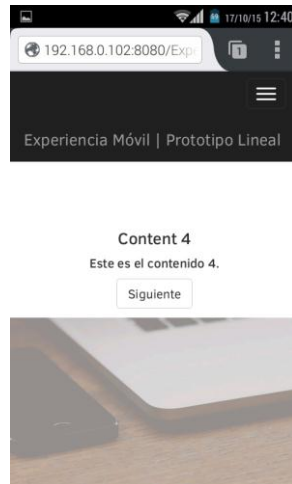 17/10/15 12:40
192.168.0.102:8080/Exp
1
Experiencia Móvil | Prototipo Lineal
Content 4
Este es el contenido 4.
Siguiente